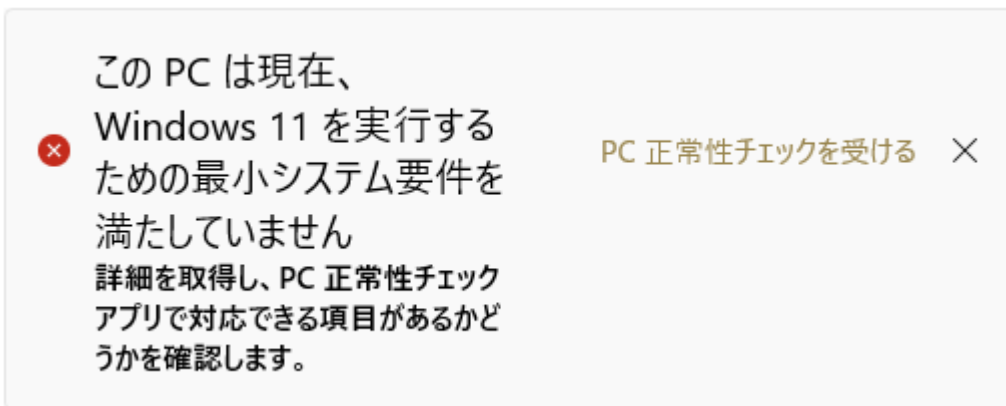 この PC は現在、
Windows 11 を実行する
ための最小システム要件を
満たしていません
詳細を取得し、PC 正常性チェック
アプリで対応できる項目があるかど
うかを確認します。
PC 正常性チェックを受ける